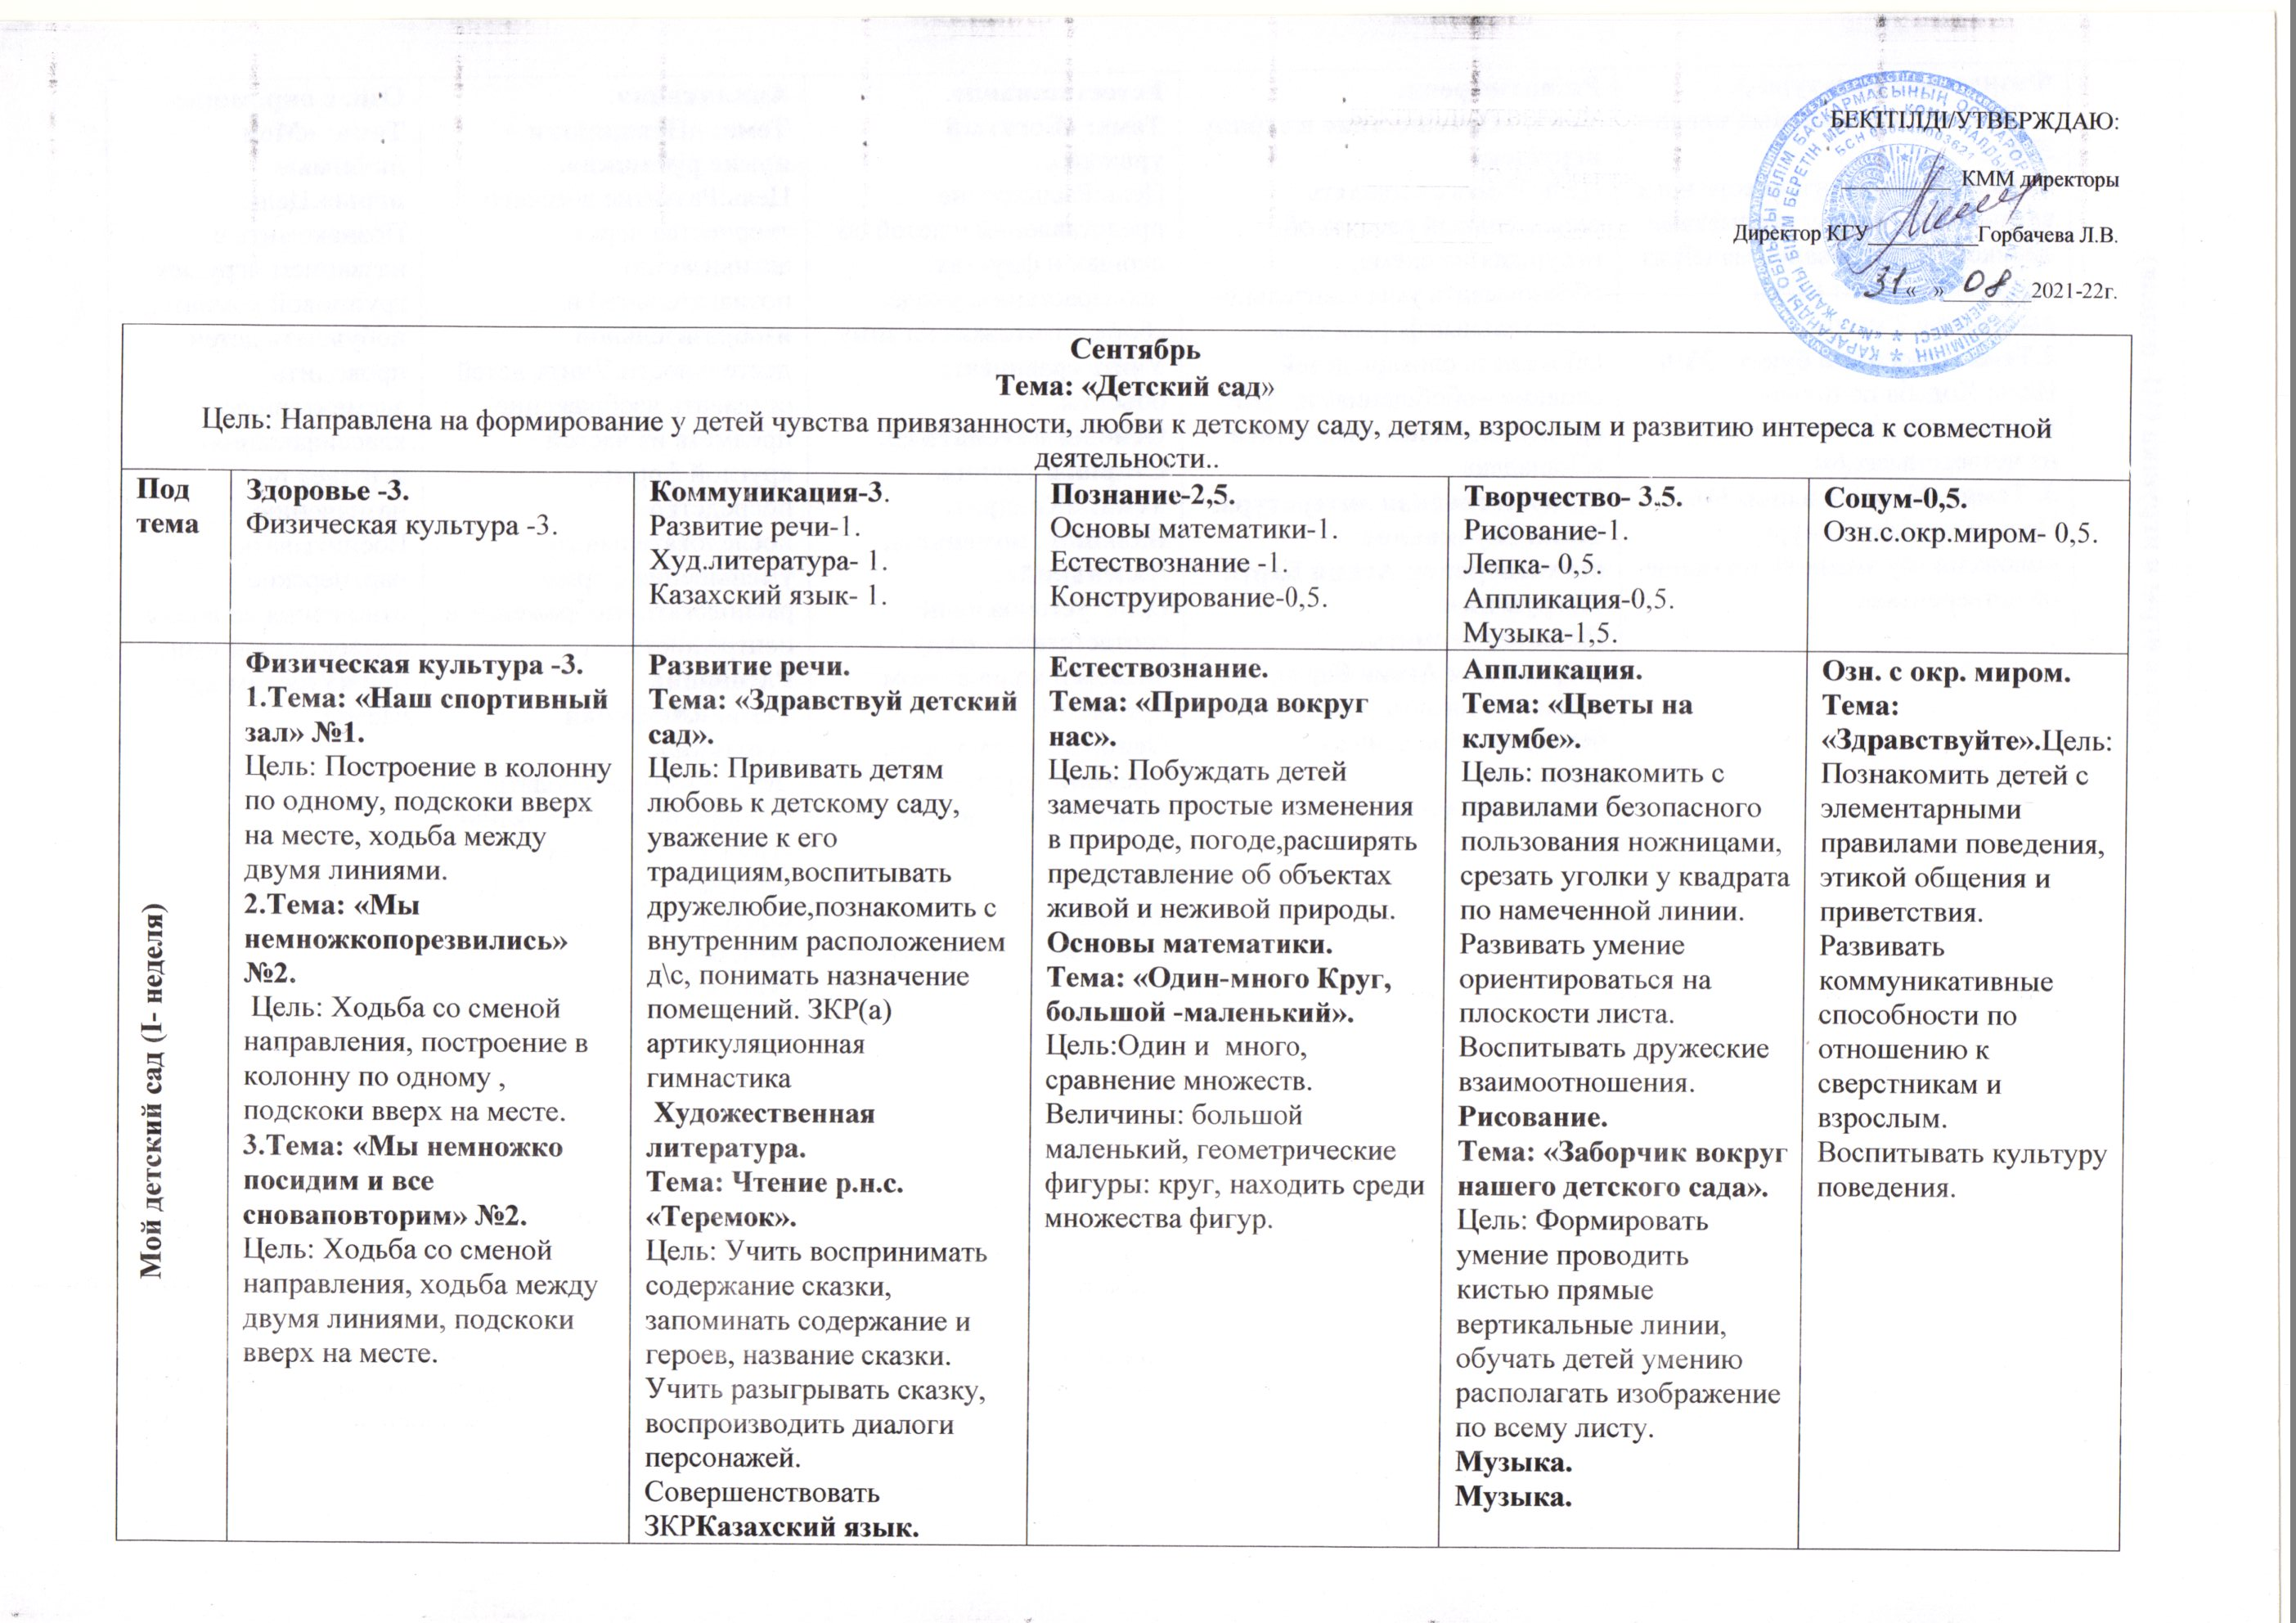 БЕКІТІЛДІ/УТВЕРЖДАЮ:
КММ директоры
Директор КГУ__________Горбачева Л.В.
31« »________08 2021-22г.
Сентябрь
Тема: «Детский сад»
Цель: Направлена на формирование у детей чувства привязанности, любви к детскому саду, детям, взрослым и развитию интереса к совместной
деятельности..
Под
тема
Здоровье -3.
Физическая культура -3.
Коммуникация-3.
Развитие речи-1.
Худ.литература- 1.
Казахский язык- 1.
Познание-2,5.
Основы математики-1.
Естествознание -1.
Конструирование-0,5.
Творчество- 3,5.
Рисование-1.
Лепка- 0,5.
Аппликация-0,5.
Музыка-1,5.
Соцум-0,5.
Озн.с.окр.миром- 0,5.
Мой детский сад (I- неделя)
Физическая культура -3.
1.Тема: «Наш спортивный
зал» №1.
Цель: Построение в колонну
по одному, подскоки вверх
на месте, ходьба между
двумя линиями.
2.Тема: «Мы
немножкопорезвились»
№2.
Цель: Ходьба со сменой
направления, построение в
колонну по одному ,
подскоки вверх на месте.
3.Тема: «Мы немножко
посидим и все
сноваповторим» №2.
Цель: Ходьба со сменой
направления, ходьба между
двумя линиями, подскоки
вверх на месте.
Развитие речи.
Тема: «Здравствуй детский
сад».
Цель: Прививать детям
любовь к детскому саду,
уважение к его
традициям,воспитывать
дружелюбие,познакомить с
внутренним расположением
д\с, понимать назначение
помещений. ЗКР(а)
артикуляционная
гимнастика
Художественная
литература.
Тема: Чтение р.н.с.
«Теремок».
Цель: Учить воспринимать
содержание сказки,
запоминать содержание и
героев, название сказки.
Учить разыгрывать сказку,
воспроизводить диалоги
персонажей.
Совершенствовать
ЗКРКазахский язык.
Естествознание.
Тема: «Природа вокруг
нас».
Цель: Побуждать детей
замечать простые изменения
в природе, погоде,расширять
представление об объектах
живой и неживой природы.
Основы математики.
Тема: «Один-много Круг,
большой -маленький».
Цель:Один и много,
сравнение множеств.
Величины: большой
маленький, геометрические
фигуры: круг, находить среди
множества фигур.
Аппликация.
Тема: «Цветы на
клумбе».
Цель: познакомить с
правилами безопасного
пользования ножницами,
срезать уголки у квадрата
по намеченной линии.
Развивать умение
ориентироваться на
плоскости листа.
Воспитывать дружеские
взаимоотношения.
Рисование.
Тема: «Заборчик вокруг
нашего детского сада».
Цель: Формировать
умение проводить
кистью прямые
вертикальные линии,
обучать детей умению
располагать изображение
по всему листу.
Музыка.
Музыка.
Озн. с окр. миром.
Тема:
«Здравствуйте».Цель:
Познакомить детей с
элементарными
правилами поведения,
этикой общения и
приветствия.
Развивать
коммуникативные
способности по
отношению к
сверстникам и
взрослым.
Воспитывать культуру
поведения.